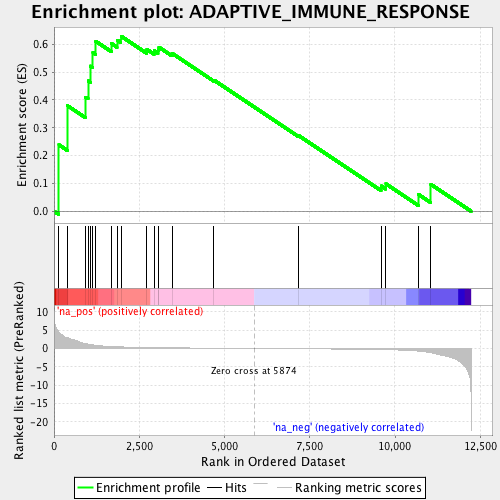 Enrichment plot: ADAPTIVE_IMMUNE_RESPONSE
Enrichment score (ES)
0.6
0.5
0.4
0.3
0.2
0.1
0.0
'na_pos' (positively correlated)
Ranked list metric (PreRanked)
10
5
0
-5
-10
-15
-20
Zero cross at 5874
'na_neg' (negatively correlated)
0 2,500 5,000 7,500 10,000 12,500
Rank in Ordered Dataset
Enrichment profile Hits Ranking metric scores